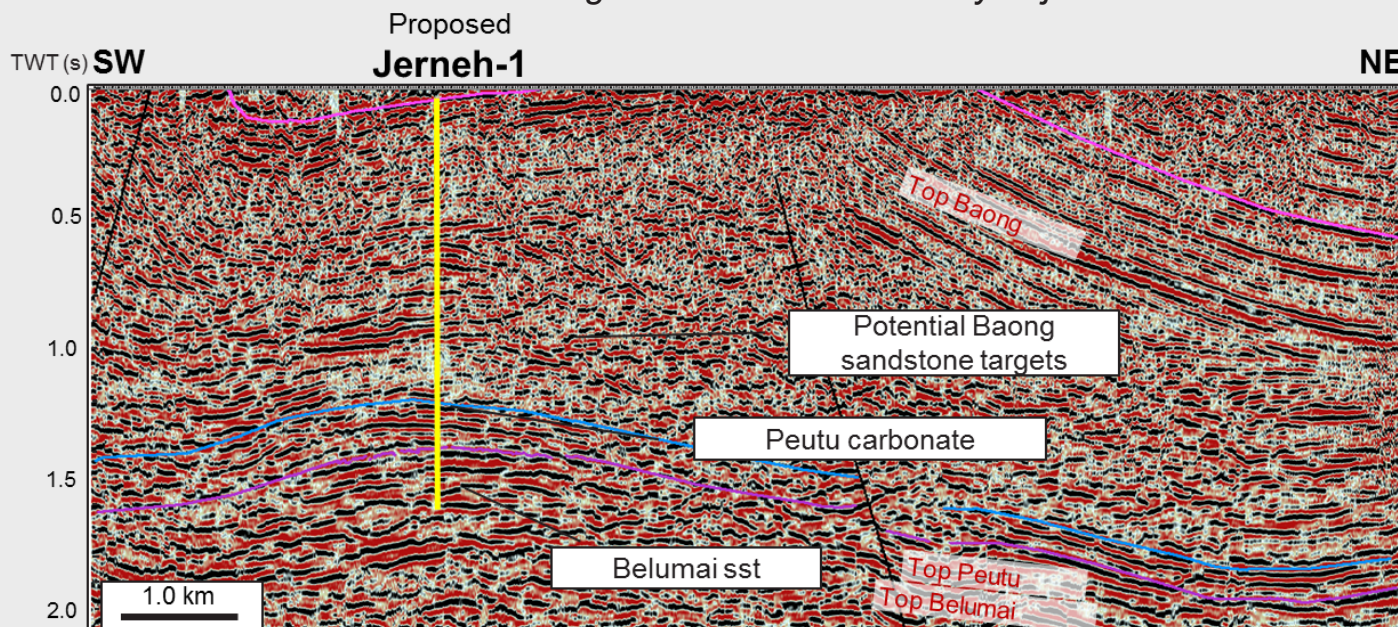 Proposed
TWT (s) SW Jerneh-1 NE
0.0
0.5
Top Baong
1.0
Potential Baong
sandstone targets
Peutu carbonate
1.5
Belumai sst
Top Peutu
Top Belumai
1.0 km
2.0